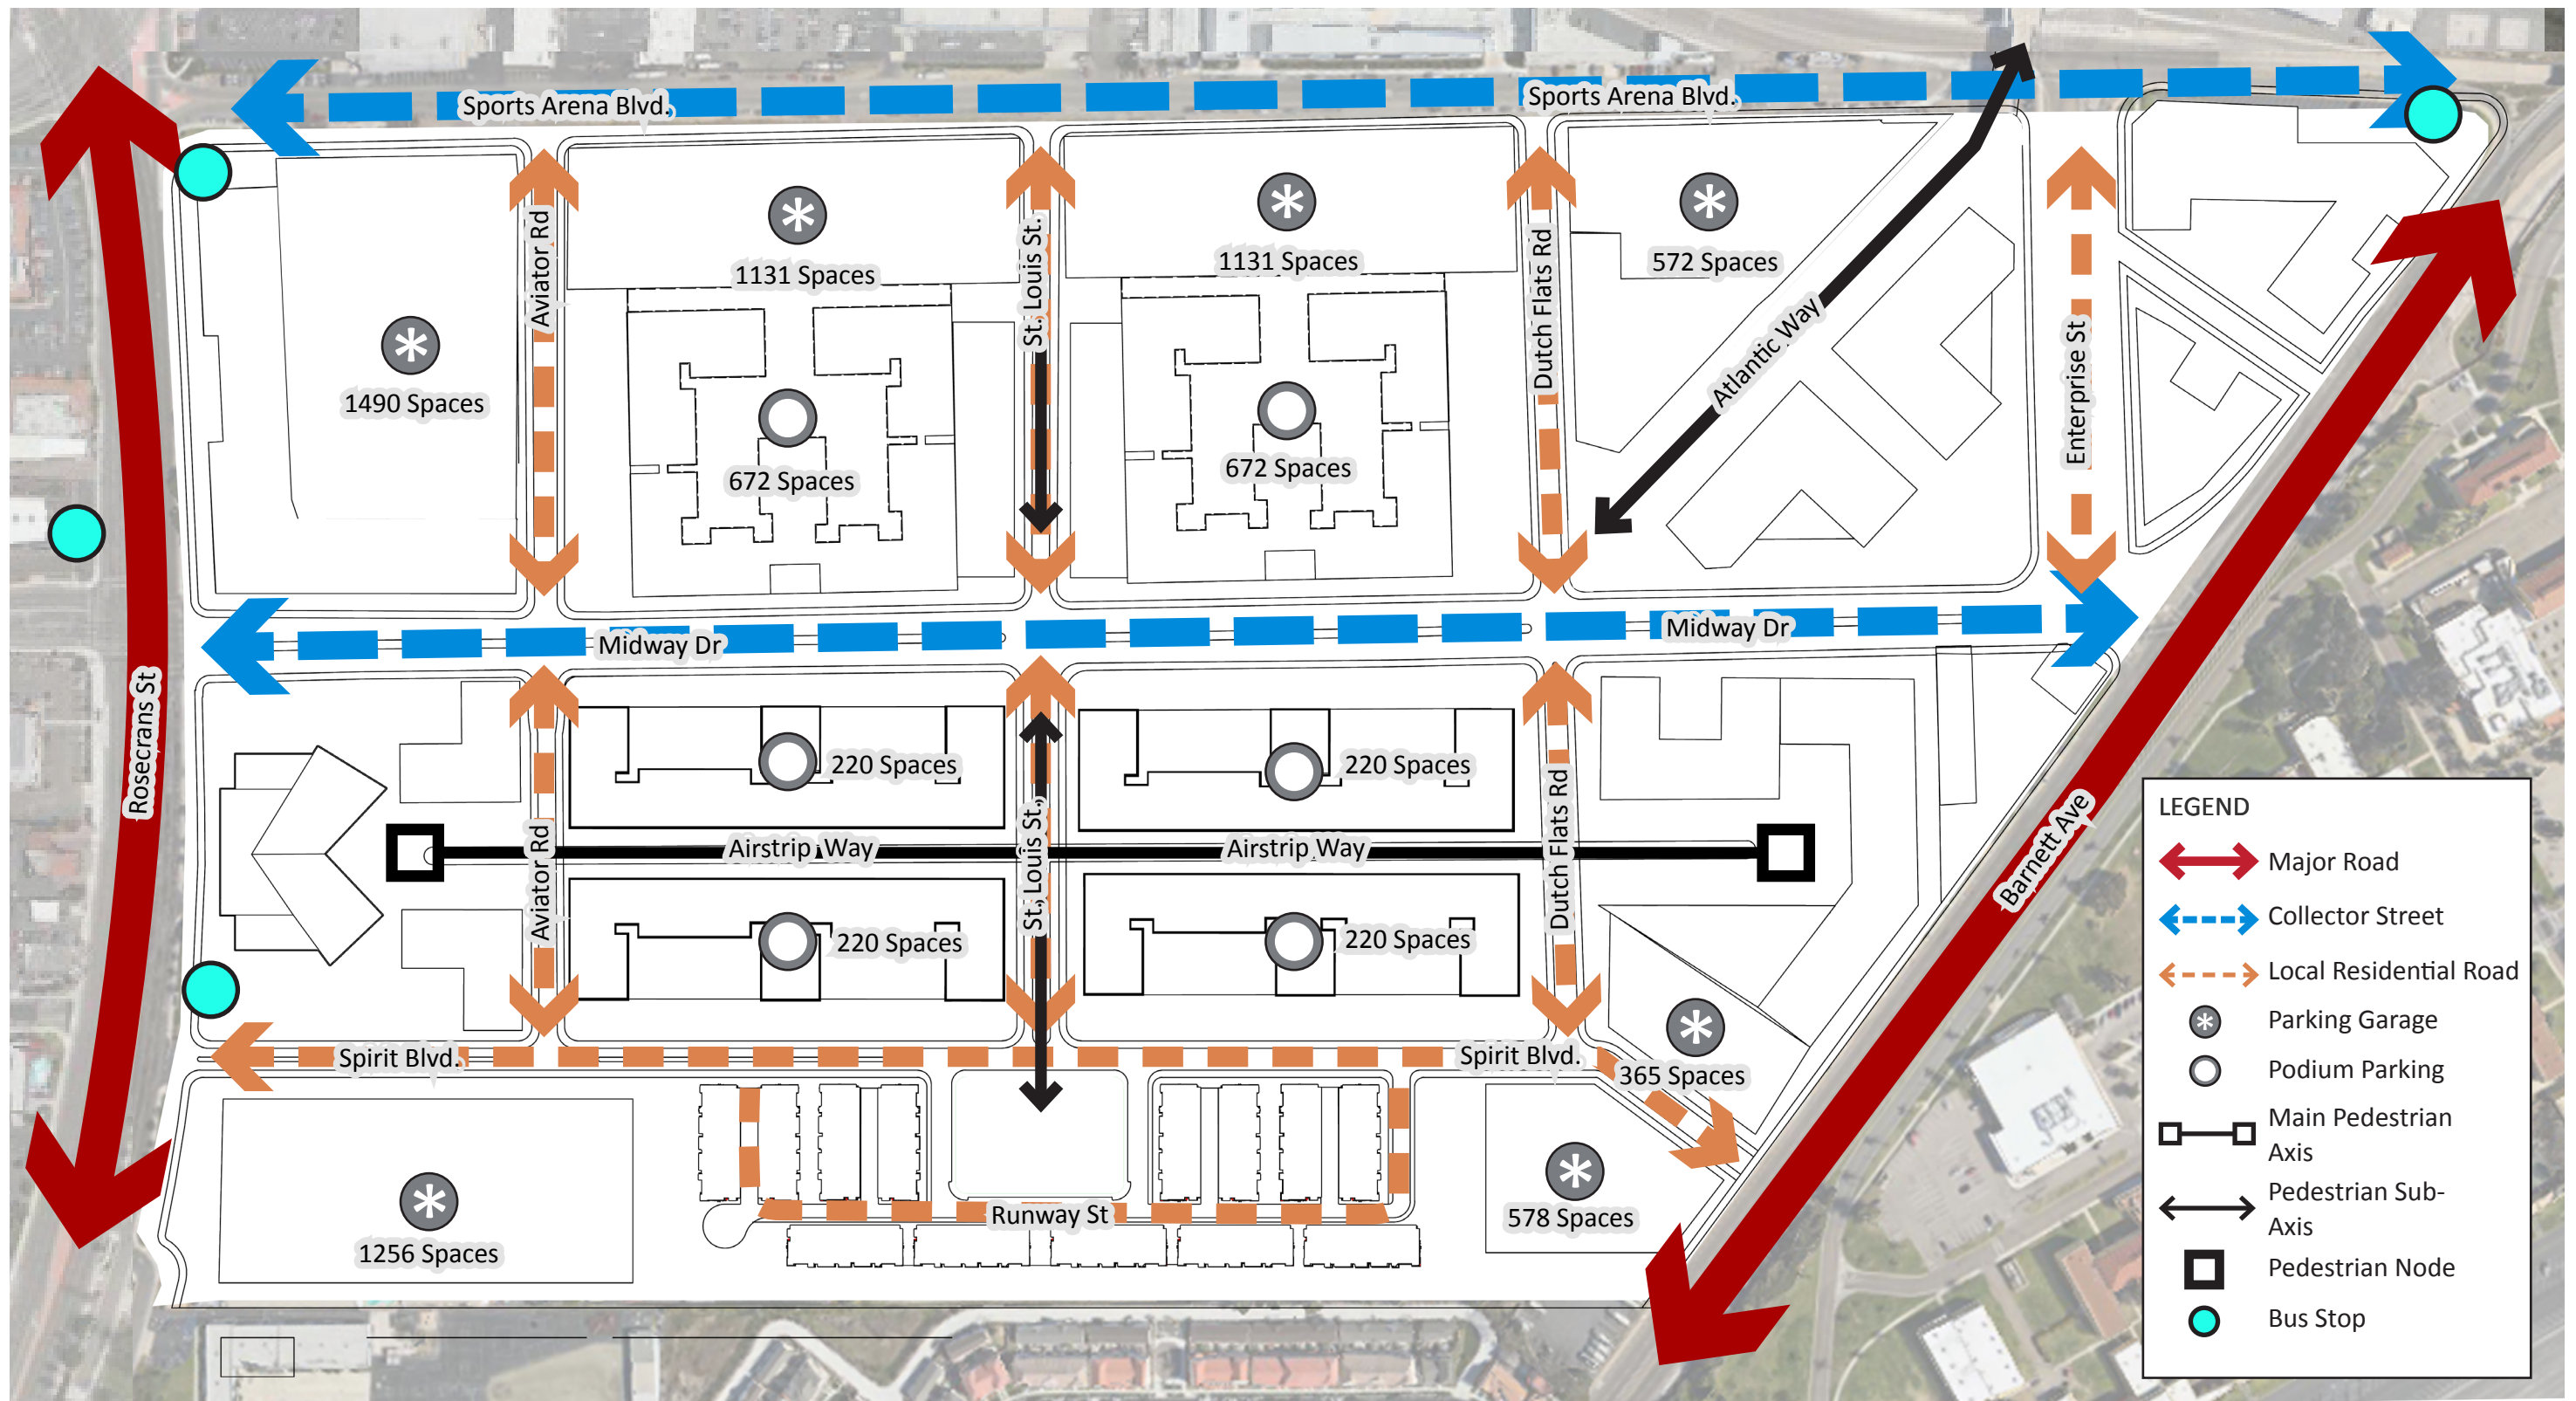 Sports Arena Blvd.
Sports Arena Blvd.
Aviator Rd
St. Louis St.
Dutch Flats Rd
Atlantic Way
Enterprise St
1131 Spaces
1131 Spaces
572 Spaces
1490 Spaces
672 Spaces
672 Spaces
Midway Dr
Midway Dr
Rosecrans St
220 Spaces
220 Spaces
Aviator Rd
Airstrip Way
St. Louis St.
Airstrip Way
Dutch Flats Rd
Barnett Ave
220 Spaces
220 Spaces
Spirit Blvd.
Spirit Blvd.
365 Spaces
Runway St
578 Spaces
1256 Spaces
LEGEND
Major Road
Collector Street
Local Residential Road
Parking Garage
Podium Parking
Main Pedestrian
Axis
Pedestrian Sub-
Axis
Pedestrian Node
Bus Stop